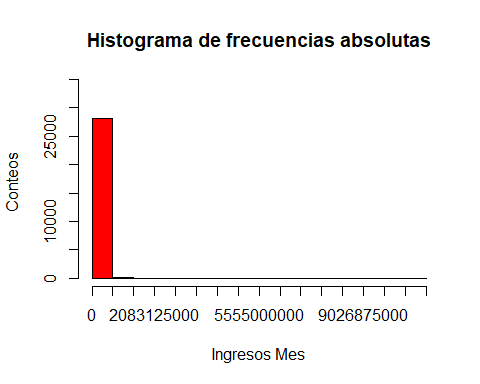 Histograma de frecuencias absolutas
Conteos
25000
10000
0
0 2083125000 5555000000 9026875000
Ingresos Mes